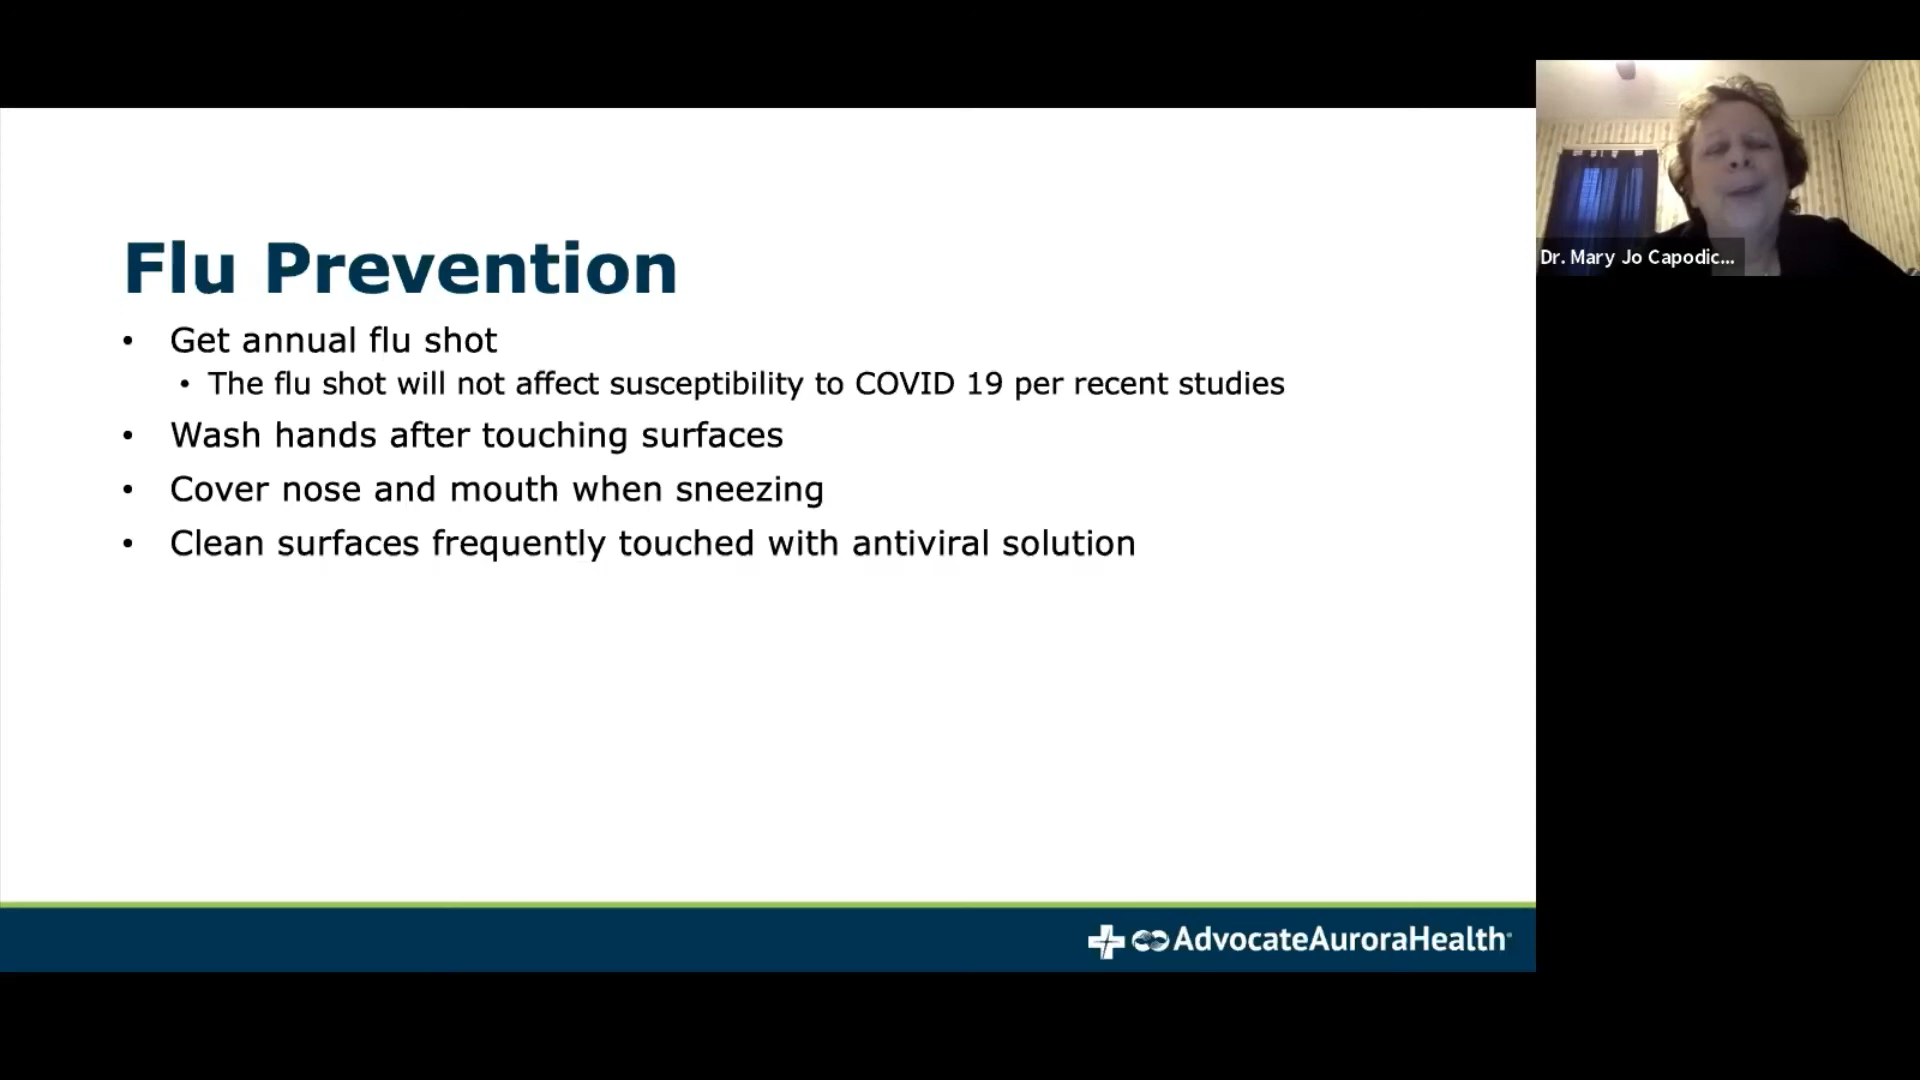 Flu Prevention
• Get annual flu shot
• The flu shot will not affect susceptibility to COVID 19 per recent studies
• Wash hands after touching surfaces
• Cover nose and mouth when sneezing
• Clean surfaces frequently touched with antiviral solution
AdvocateAuroraHealth
Dr. Mary Jo Capodic...